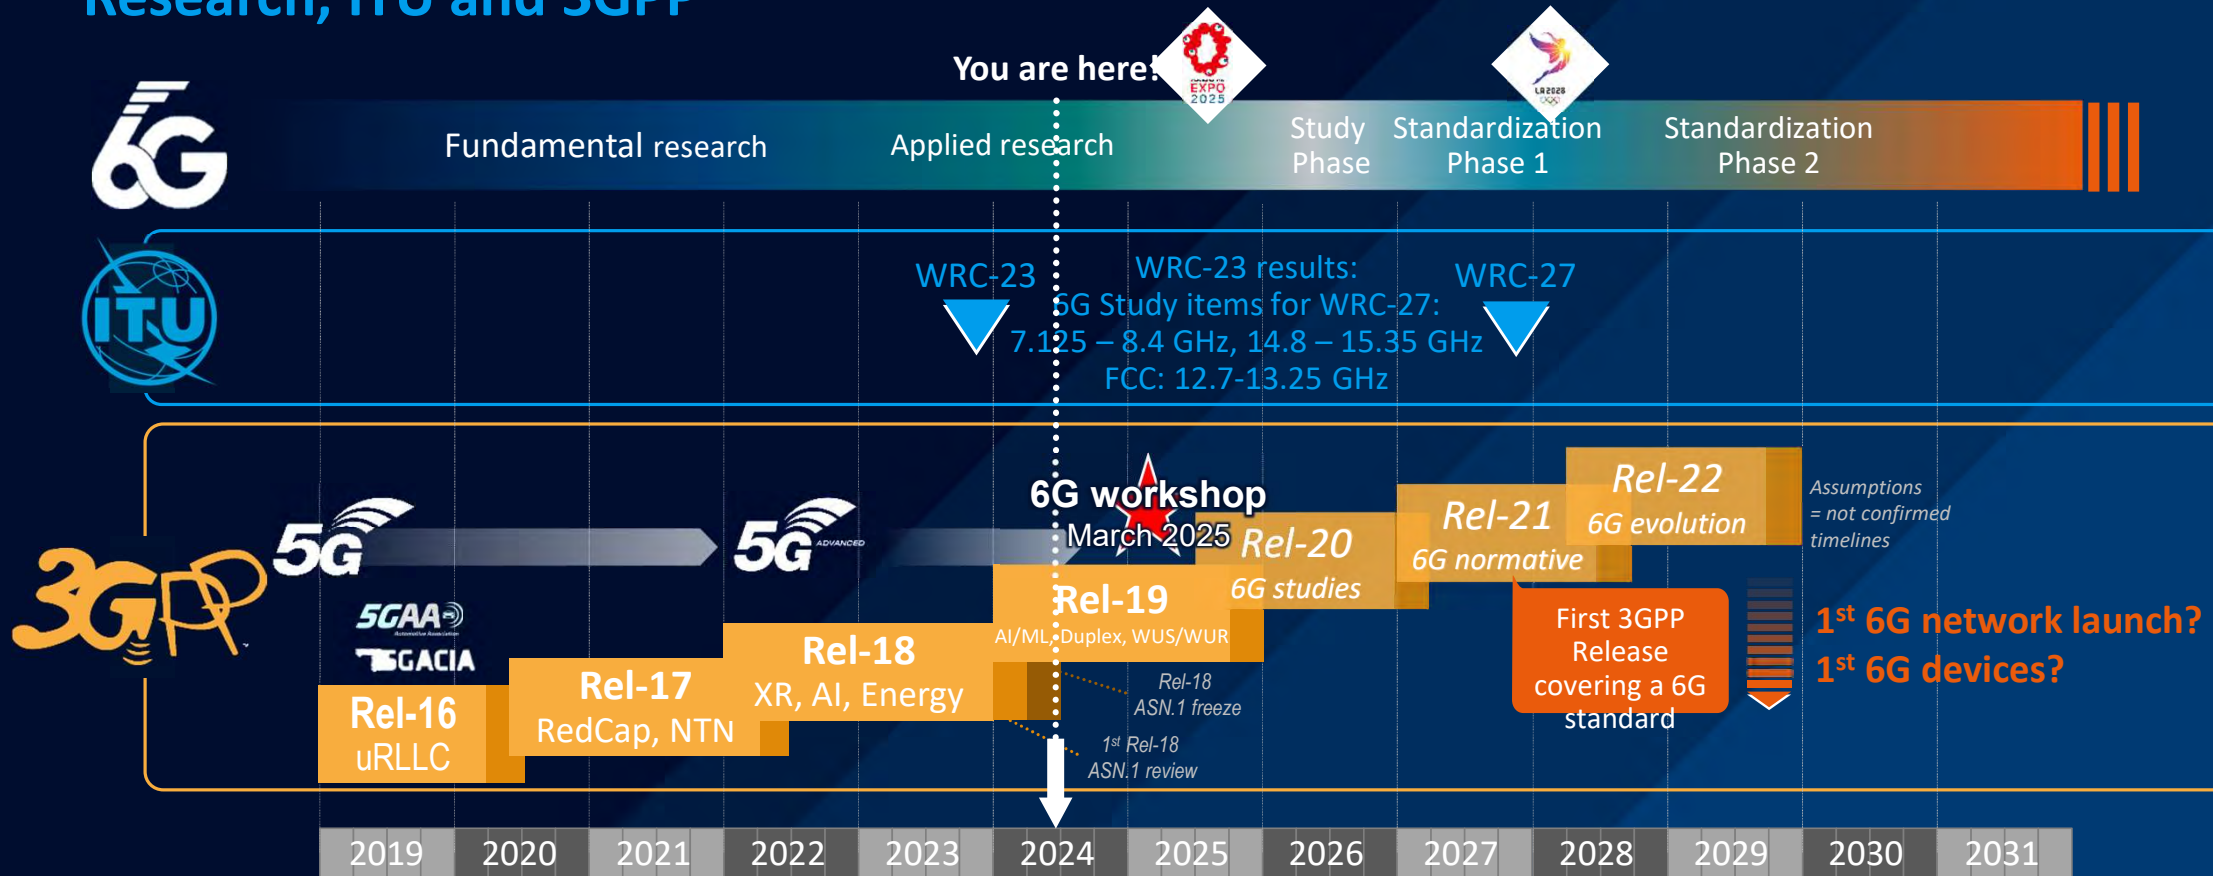 Research, ITU and 3GPP
You are here!
EXPO
2025
LA2028
6G
Fundamental research
Applied research
Study
Phase
Standardization
Phase 1
Standardization
Phase 2
ITU
WRC-23
WRC-23 results:
6G Study items for WRC-27:
7.125 – 8.4 GHz, 14.8 – 15.35 GHz
FCC: 12.7-13.25 GHz
WRC-27
3GPP
5G
5G ADVANCED
6G workshop
March 2025
5GAA
Automotive Association
5GACIA
Rel-16
uRLLC
Rel-17
RedCap, NTN
Rel-18
XR, AI, Energy
Rel-19
AI/ML, Duplex, WUS/WUR
Rel-20
6G studies
Rel-21
6G normative
Rel-22
6G evolution
Assumptions
= not confirmed
timelines
Rel-18
ASN.1 freeze
1st Rel-18
ASN.1 review
First 3GPP
Release
covering a 6G
standard
1st 6G network launch?
1st 6G devices?
2019 2020 2021 2022 2023 2024 2025 2026 2027 2028 2029 2030 2031